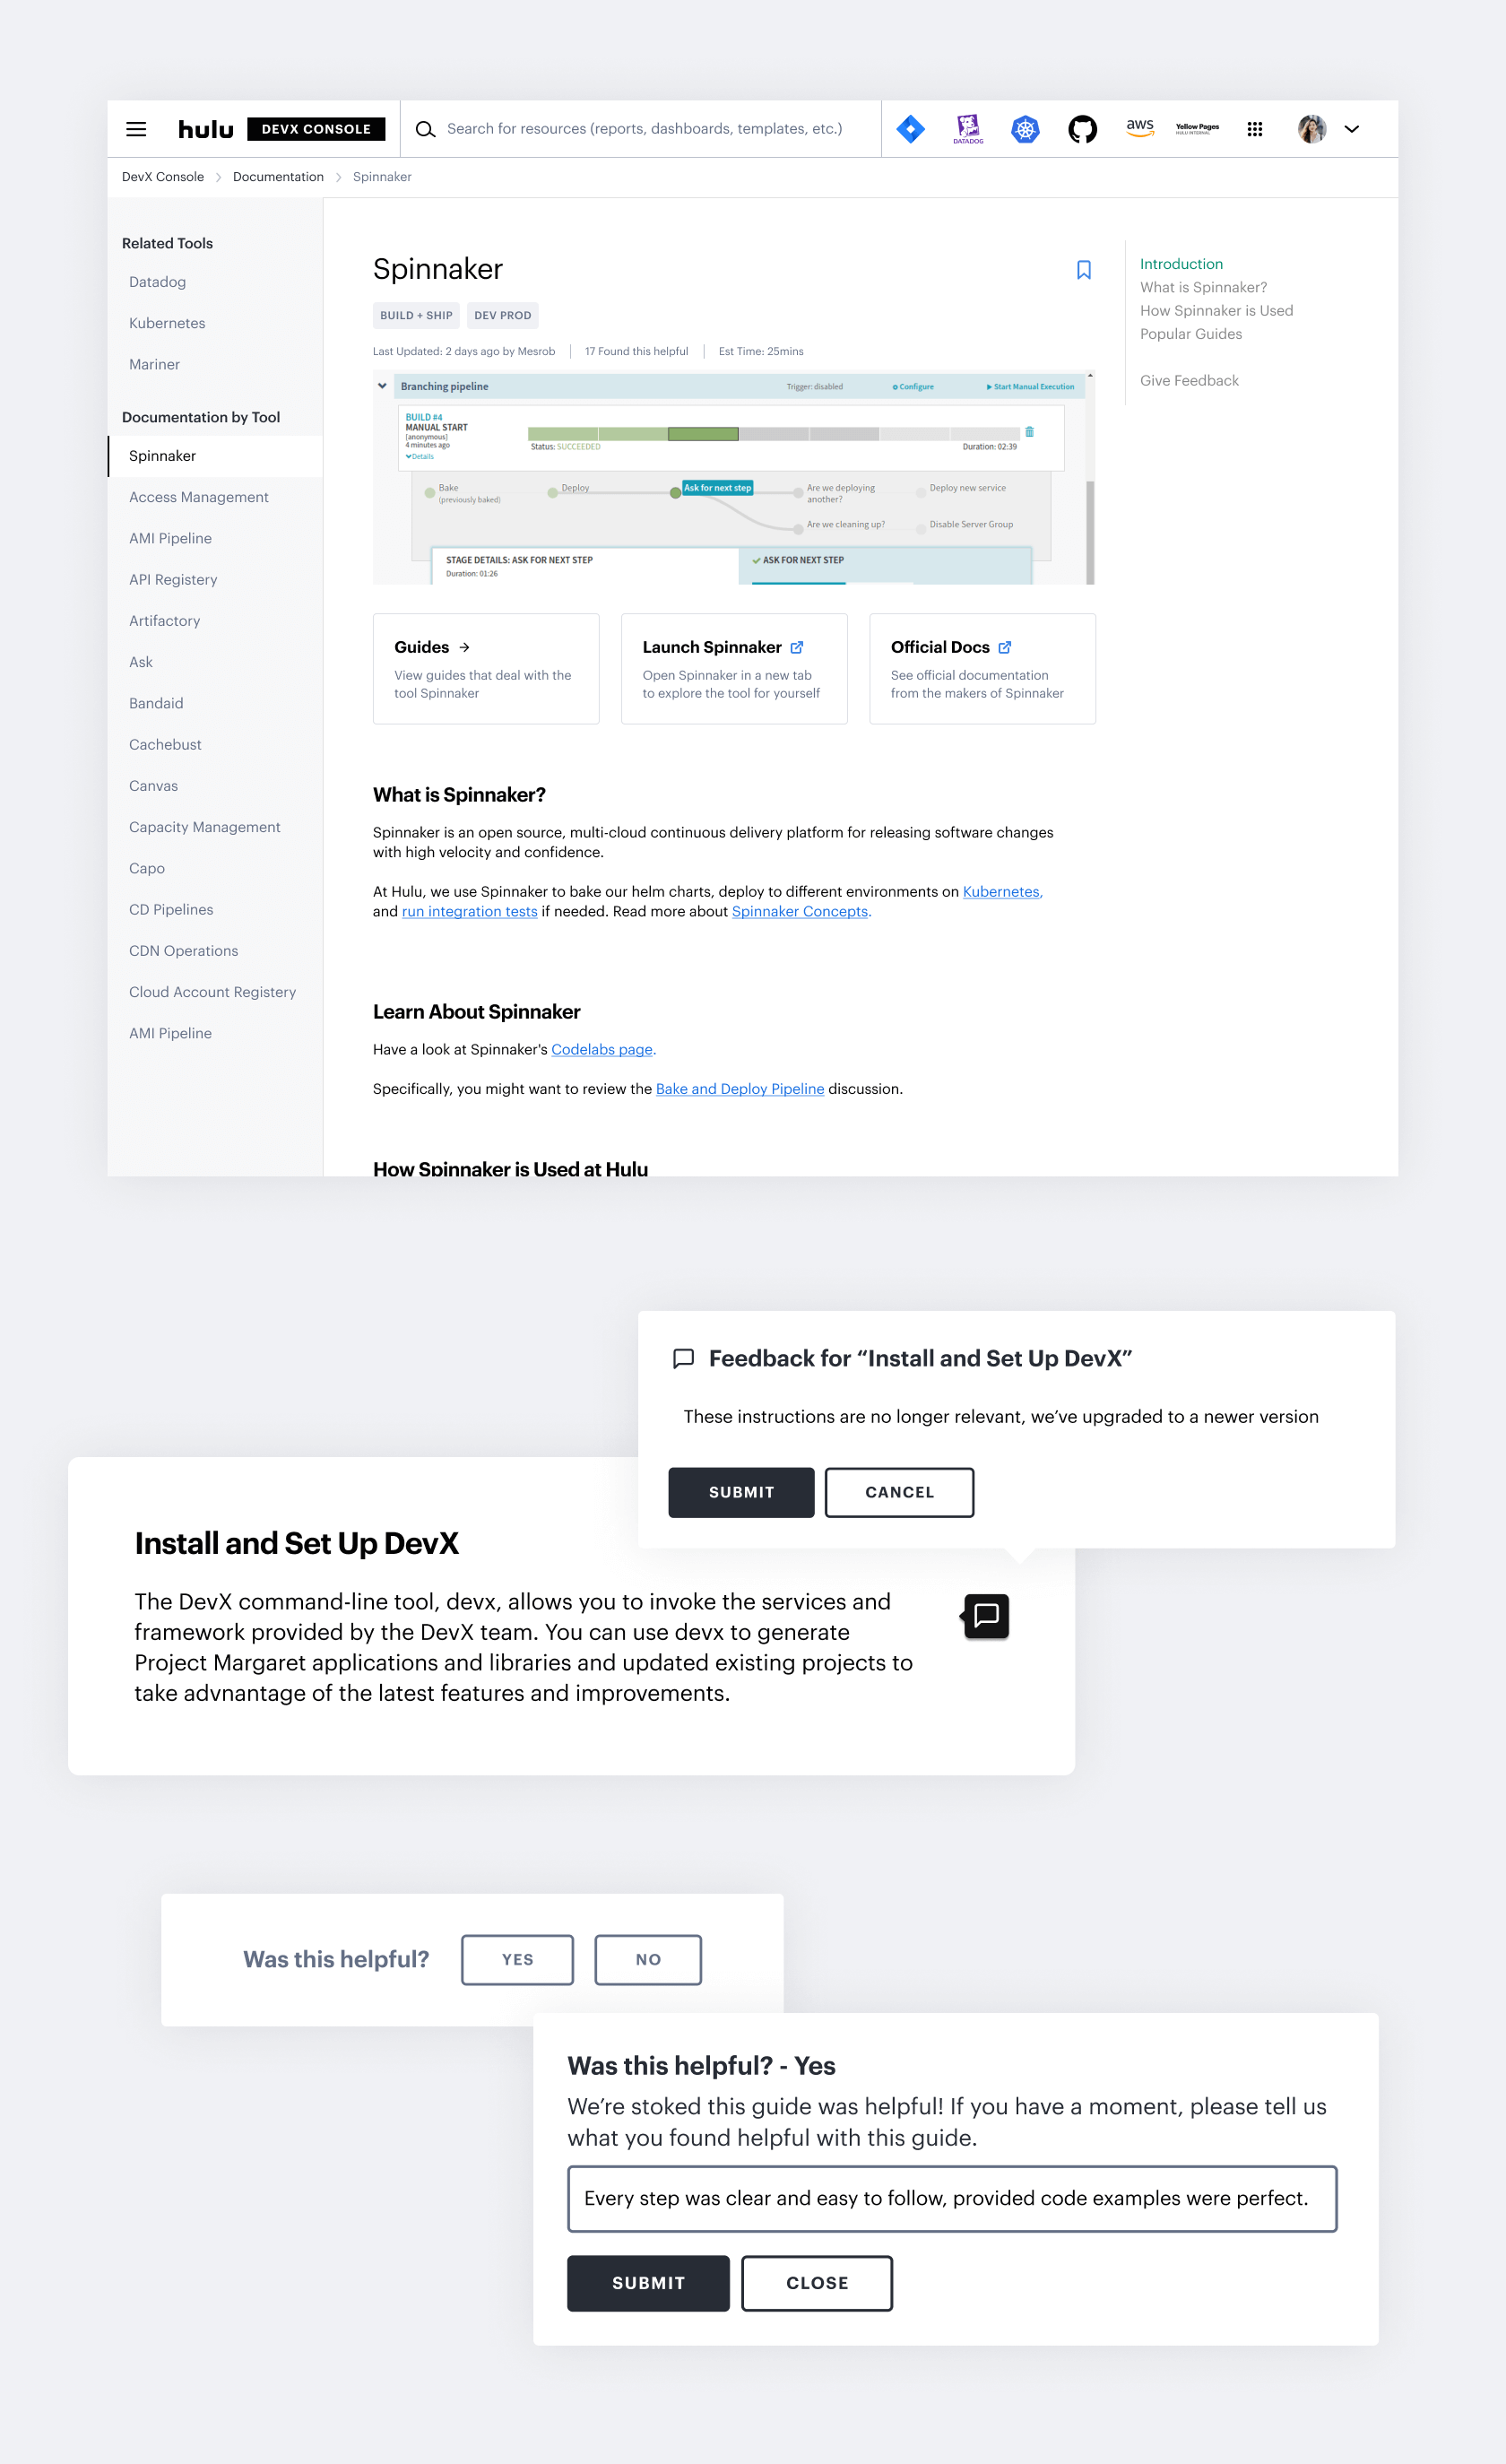 hulu
DEVX CONSOLE
Search for resources (reports, dashboards, templates, etc.)
DATADOG
aws
Yellow Pages
HULU INTERNAL
DevX Console
Documentation
Spinnaker
Related Tools
Datadog
Kubernetes
Mariner
Documentation by Tool
Spinnaker
Access Management
AMI Pipeline
API Registery
Artifactory
Ask
Bandaid
Cachebust
Canvas
Capacity Management
Capo
CD Pipelines
CDN Operations
Cloud Account Registery
AMI Pipeline
Spinnaker
BUILD + SHIP
DEV PROD
Last Updated: 2 days ago by Mesrob
17 Found this helpful
Est Time: 25mins
Branching pipeline
Trigger: disabled
Configure
Start Manual Execution
BUILD #4
MANUAL START
[anonymous]
4 minutes ago
Details
Status: SUCCEEDED
Duration: 02:39
Bake
(previously baked)
Deploy
Ask for next step
Are we deploying
another?
Deploy new service
Are we cleaning up?
Disable Server Group
STAGE DETAILS: ASK FOR NEXT STEP
Duration: 01:26
ASK FOR NEXT STEP
Guides
View guides that deal with the
tool Spinnaker
Launch Spinnaker
Open Spinnaker in a new tab
to explore the tool for yourself
Official Docs
See official documentation
from the makers of Spinnaker
What is Spinnaker?
Spinnaker is an open source, multi-cloud continuous delivery platform for releasing software changes
with high velocity and confidence.
At Hulu, we use Spinnaker to bake our helm charts, deploy to different environments on Kubernetes,
and run integration tests if needed. Read more about Spinnaker Concepts.
Learn About Spinnaker
Have a look at Spinnaker's Codelabs page.
Specifically, you might want to review the Bake and Deploy Pipeline discussion.
How Spinnaker is Used at Hulu
Introduction
What is Spinnaker?
How Spinnaker is Used
Popular Guides
Give Feedback
Feedback for “Install and Set Up DevX”
These instructions are no longer relevant, we’ve upgraded to a newer version
SUBMIT
CANCEL
Install and Set Up DevX
The DevX command-line tool, devx, allows you to invoke the services and
framework provided by the DevX team. You can use devx to generate
Project Margaret applications and libraries and updated existing projects to
take advnantage of the latest features and improvements.
Was this helpful?
YES
NO
Was this helpful? - Yes
We’re stoked this guide was helpful! If you have a moment, please tell us
what you found helpful with this guide.
Every step was clear and easy to follow, provided code examples were perfect.
SUBMIT
CLOSE